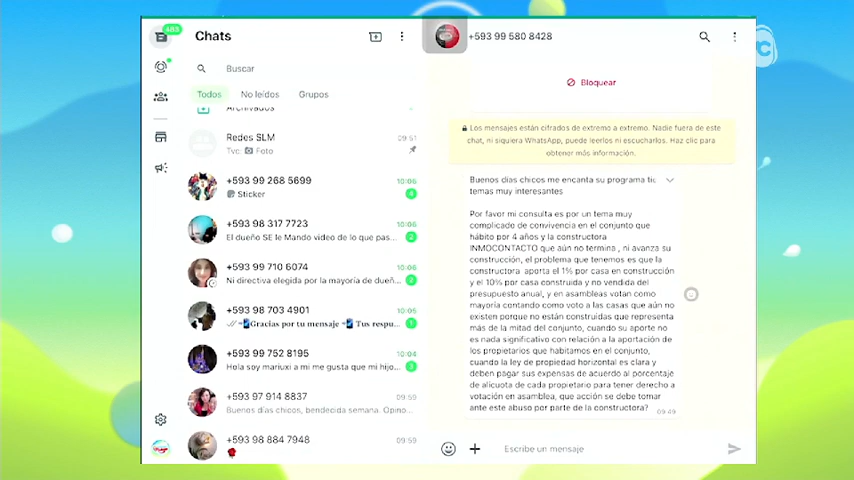 483
Chats
Buscar
Todos
No leídos
Grupos
Archivados
Redes SLM
09:51
Tvc: Foto
+593 99 268 5699
10:06
Sticker
4
+593 98 317 7723
10:06
El dueño SE le Mando video de lo que pas...
2
+593 99 710 6074
10:06
Ni directiva elegida por la mayoría de dueñ...
2
+593 98 703 4901
10:05
Gracias por tu mensaje Tus respu...
1
+593 99 752 8195
10:04
Hola soy mariuxi a mi me gusta que mi hijo...
3
+593 97 914 8837
09:59
Buenos días chicos, bendecida semana. Opino...
+593 98 884 7948
09:59
+593 99 580 8428
Bloquear
Los mensajes están cifrados de extremo a extremo. Nadie fuera de este
chat, ni siquiera WhatsApp, puede leerlos ni escucharlos. Haz clic para
obtener más información.
Buenos días chicos me encanta su programa tic
temas muy interesantes
Por favor mi consulta es por un tema muy
complicado de convivencia en el conjunto que
hábito por 4 años y la constructora
INMOCONTACTO que aún no termina , ni avanza su
construcción, el problema que tenemos es que la
constructora aporta el 1% por casa en construcción
y el 10% por casa construida y no vendida del
presupuesto anual, y en asambleas votan como
mayoría contando como voto a las casas que aún no
existen porque no están construidas que representa
más de la mitad del conjunto, cuando su aporte no
es nada significativo con relación a la aportación de
los propietarios que habitamos en el conjunto,
cuando la ley de propiedad horizontal es clara y
deben pagar sus expensas de acuerdo al porcentaje
de alícuota de cada propietario para tener derecho a
votación en asamblea, que acción se debe tomar
ante este abuso por parte de la constructora?
09:49
Escribe un mensaje